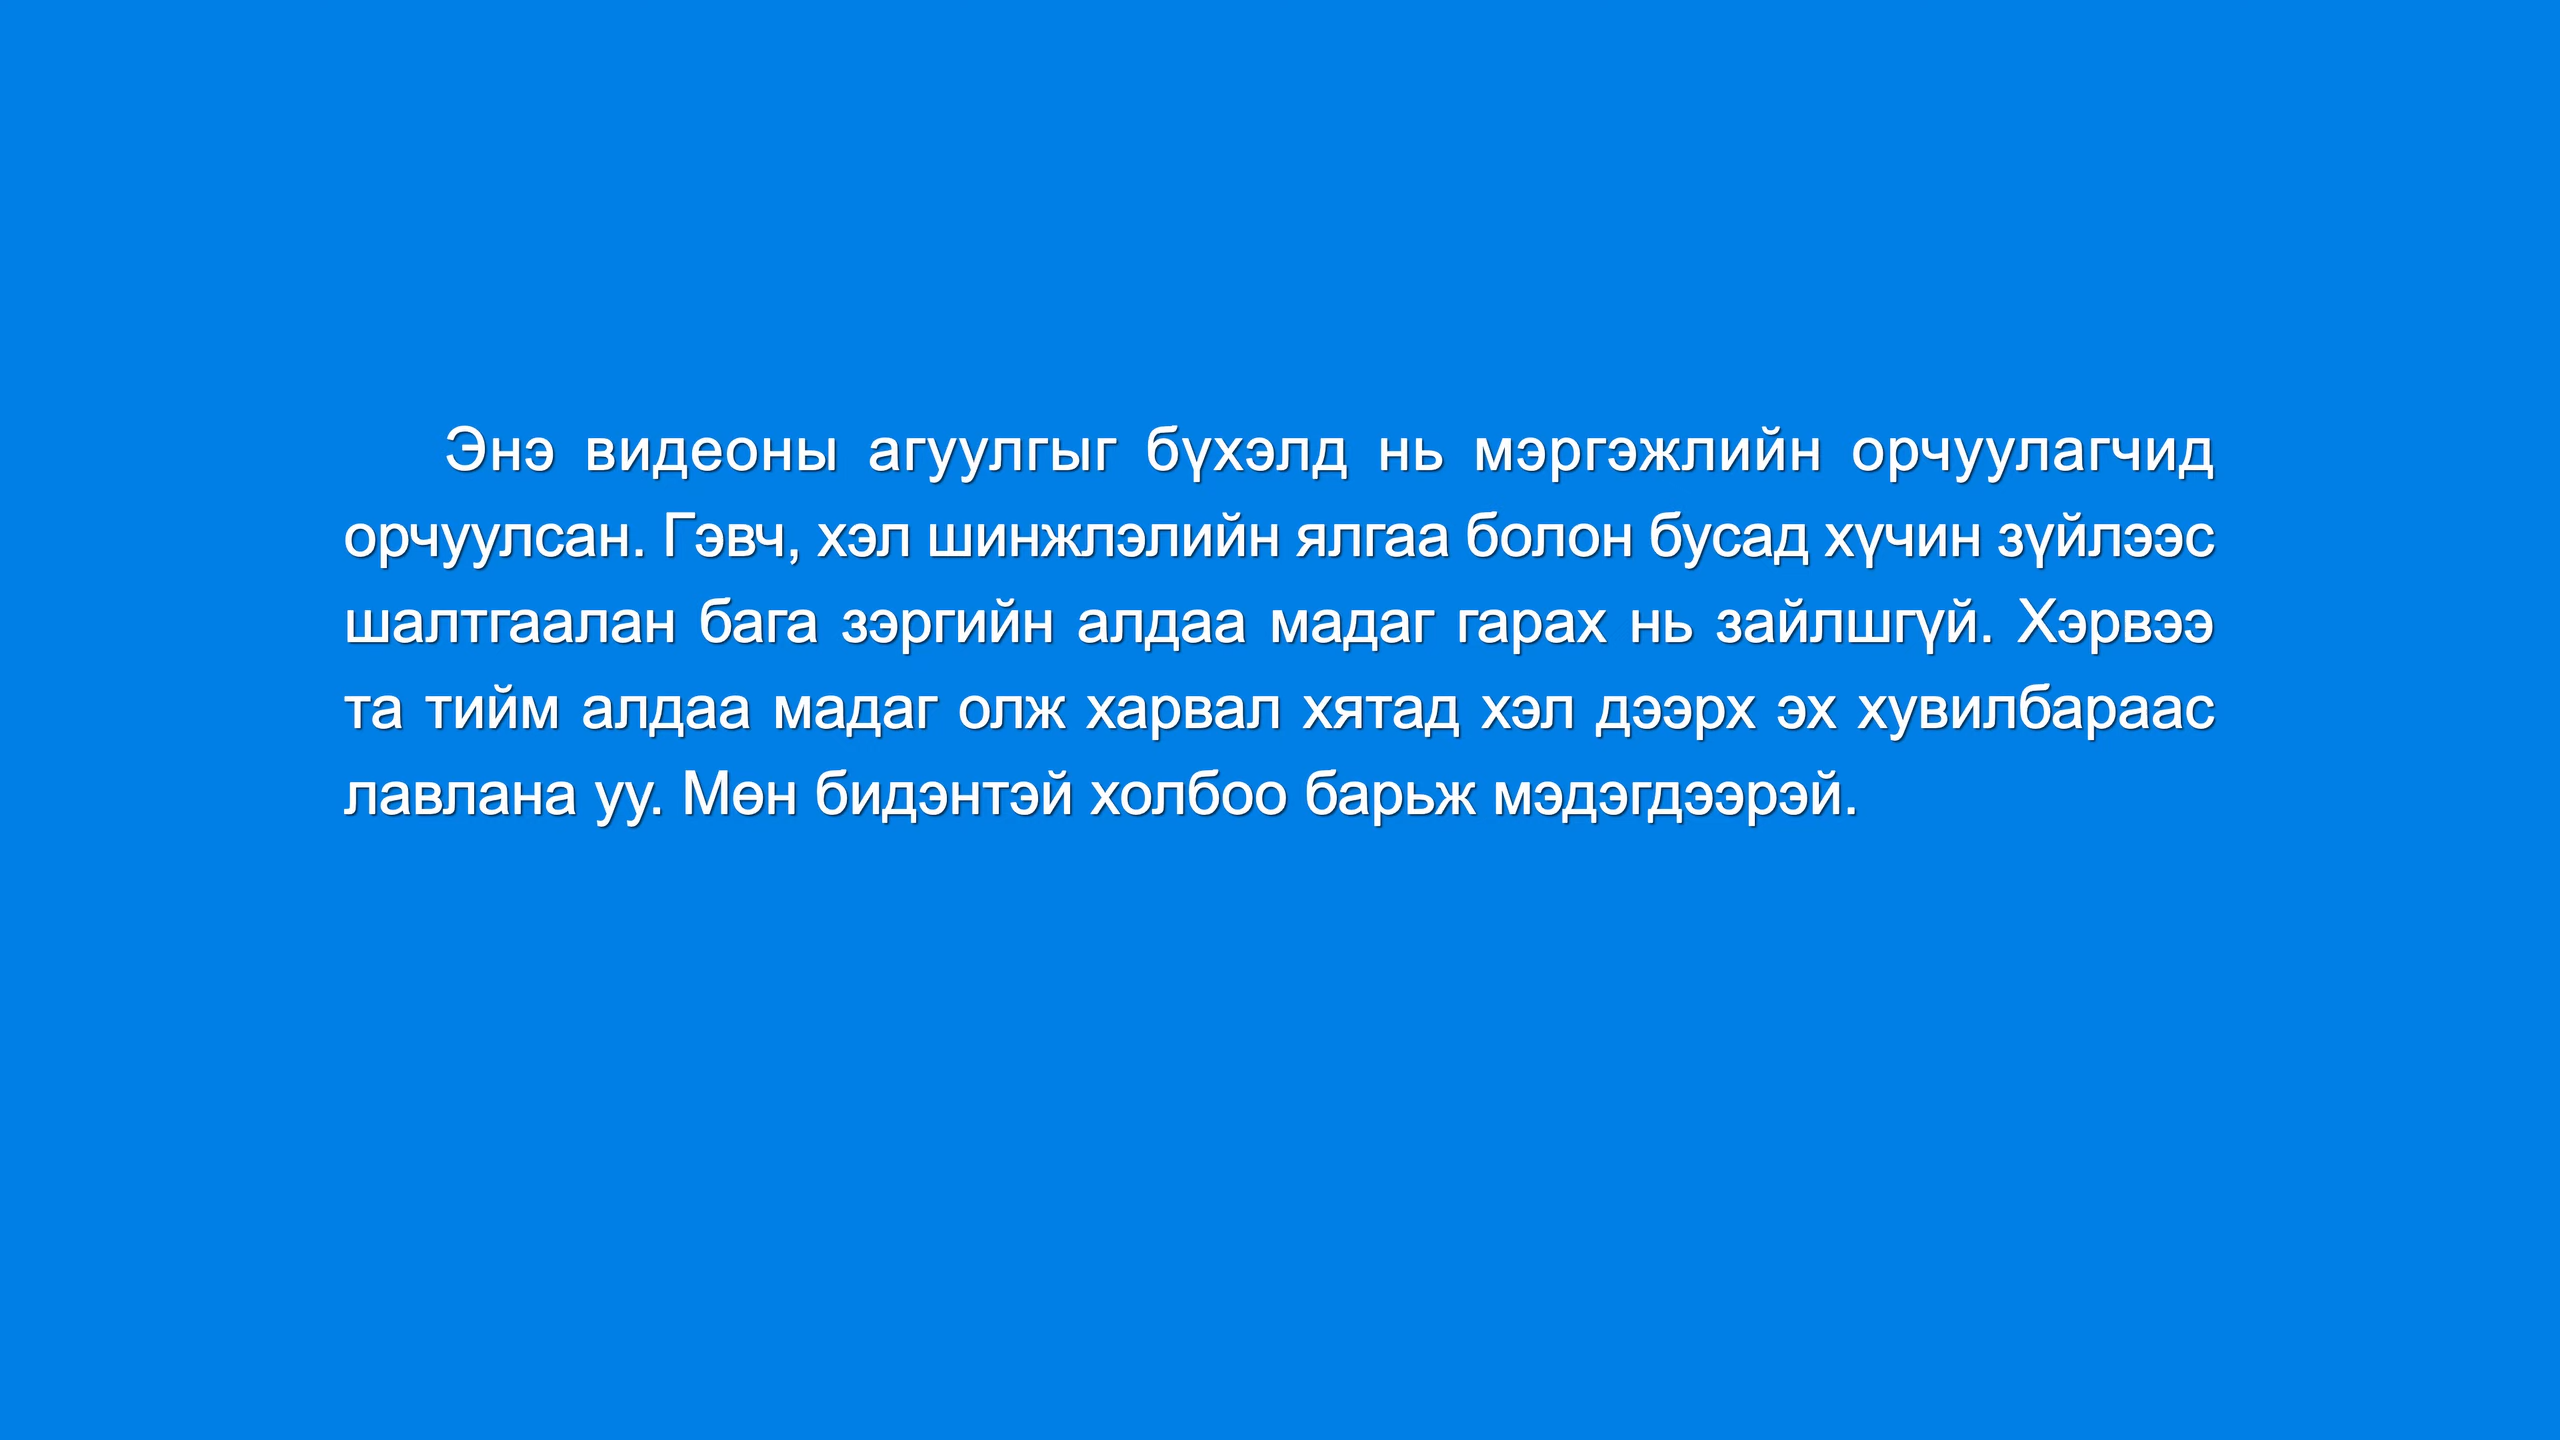 Энэ видеоны агуулгыг бүхэлд нь мэргэжлийн орчуулагчид
орчуулсан. Гэвч, хэл шинжлэлийн ялгаа болон бусад хүчин зүйлээс
шалтгаалан бага зэргийн алдаа мадаг гарах нь зайлшгүй. Хэрвээ
та тийм алдаа мадаг олж харвал хятад хэл дээрх эх хувилбараас
лавлана уу. Мөн бидэнтэй холбоо барьж мэдэгдээрэй.